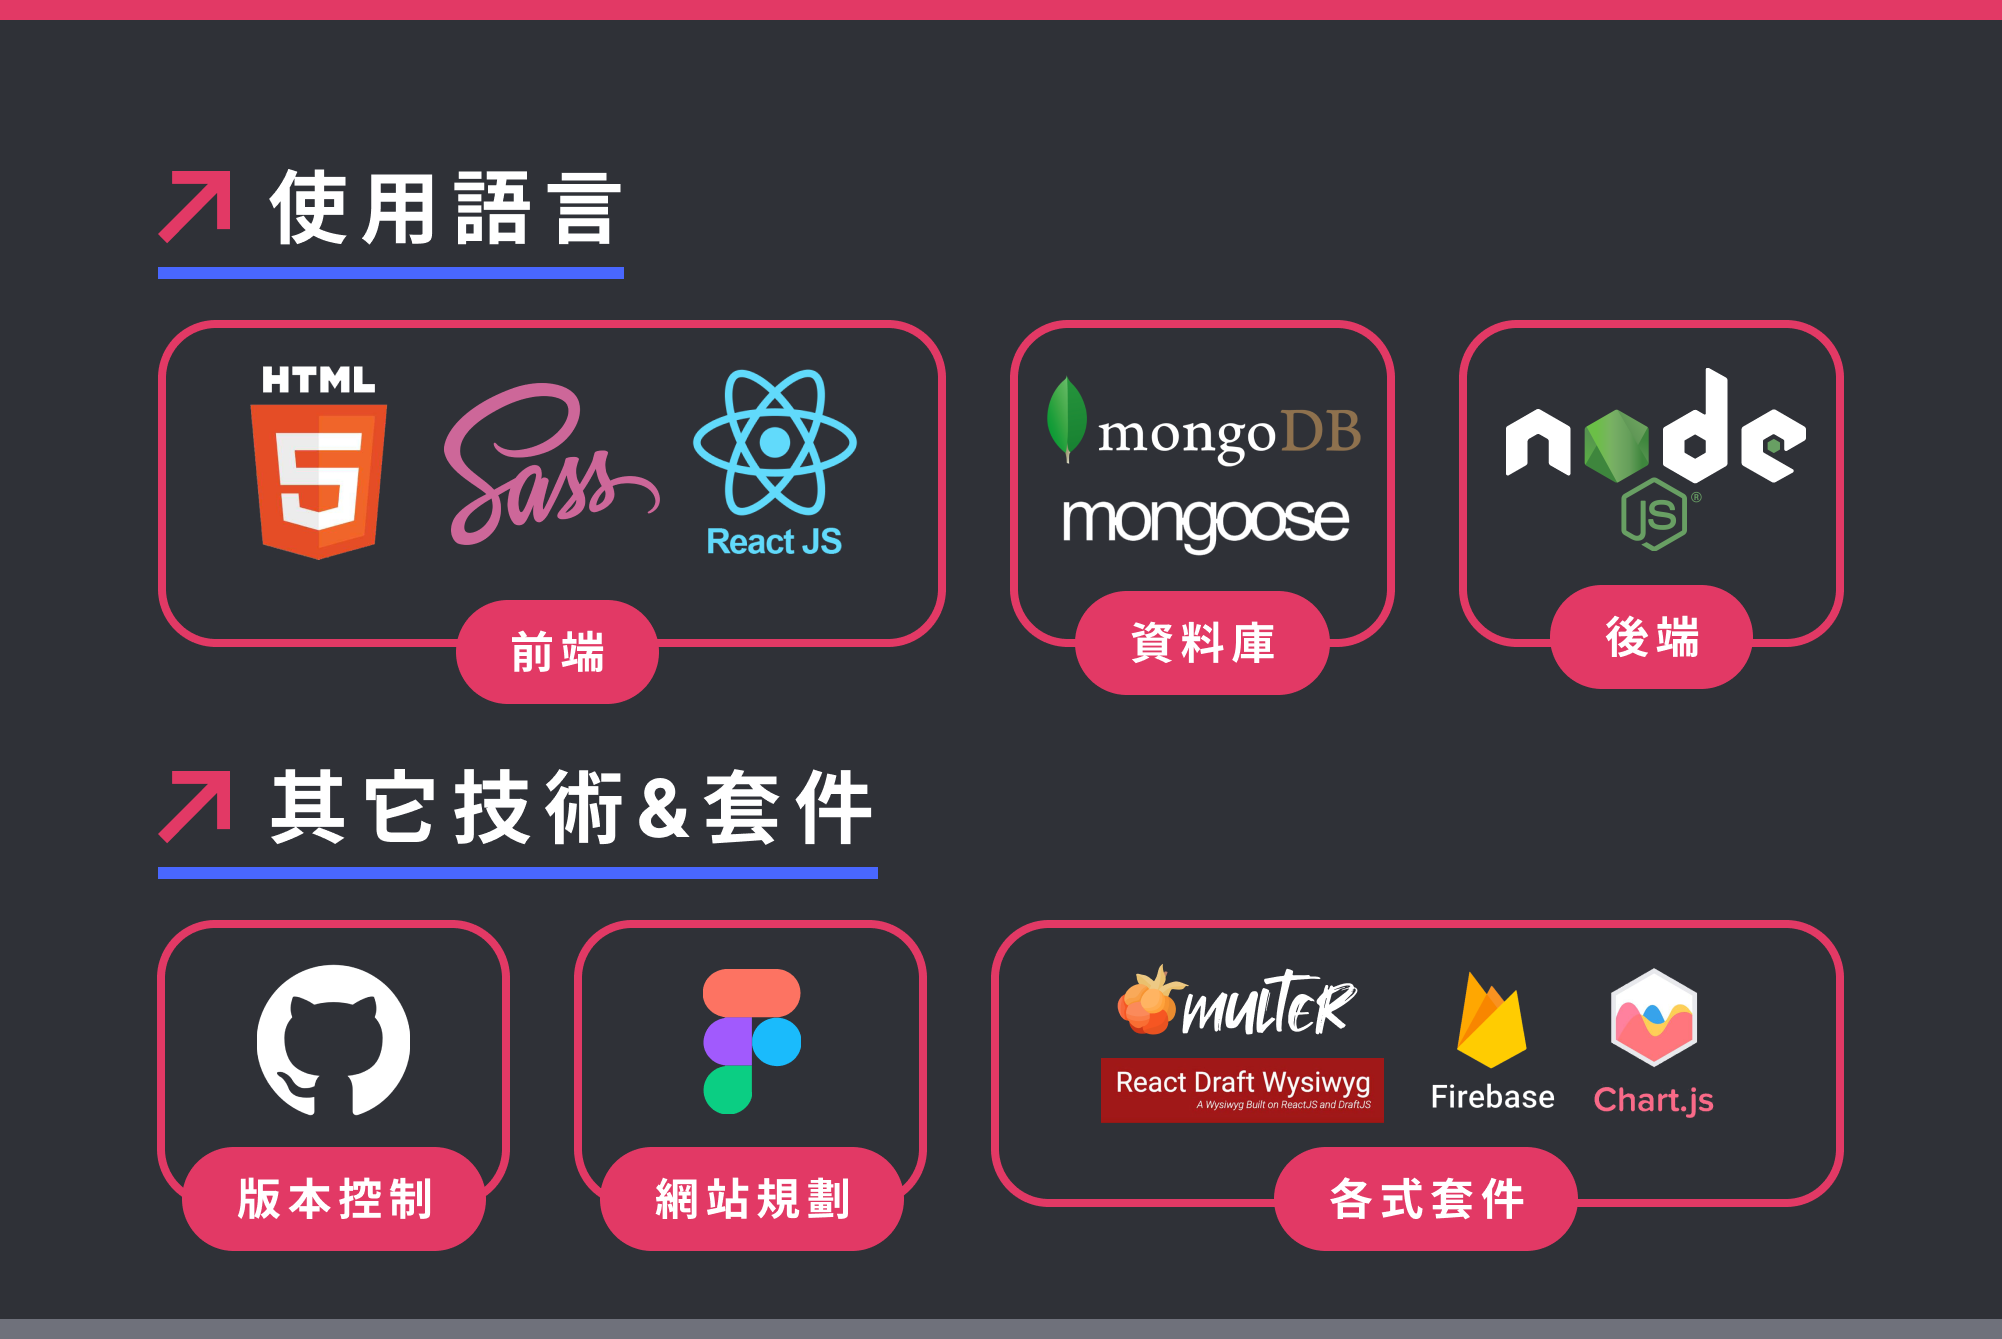 使用語言
HTML
5
Sass
React JS
前端
mongoDB
mongoose
資料庫
node
JS®
後端
其它技術&套件
版本控制
網站規劃
MULTER
React Draft Wysiwyg
A Wysiwyg Built on ReactJS and DraftJS
Firebase
Chart.js
各式套件